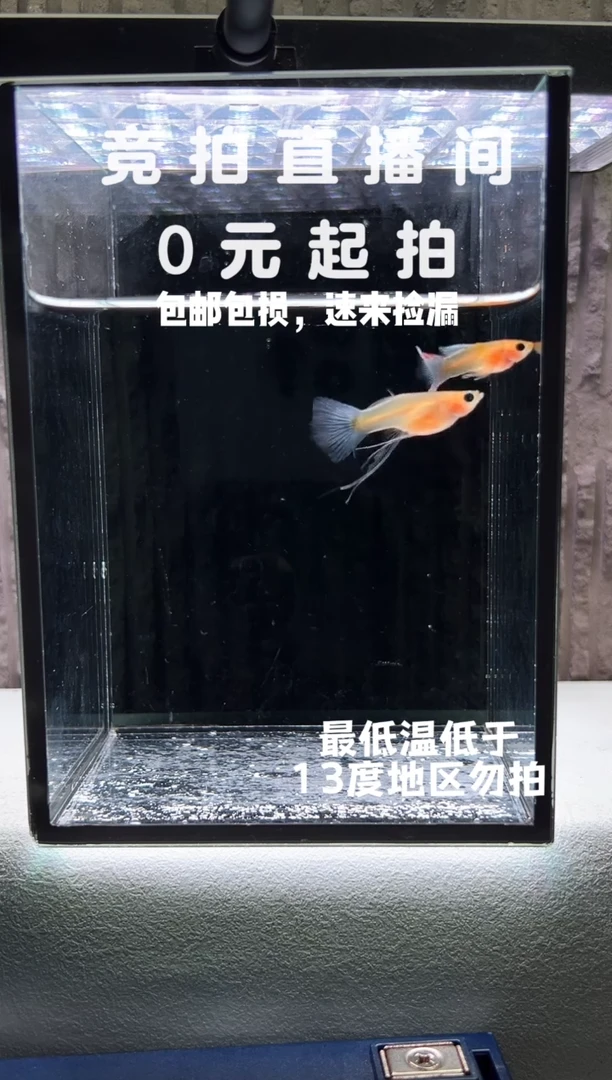 竞拍直播间
0元起拍
包邮包损，速来捡漏
最低温低于
13度地区勿拍